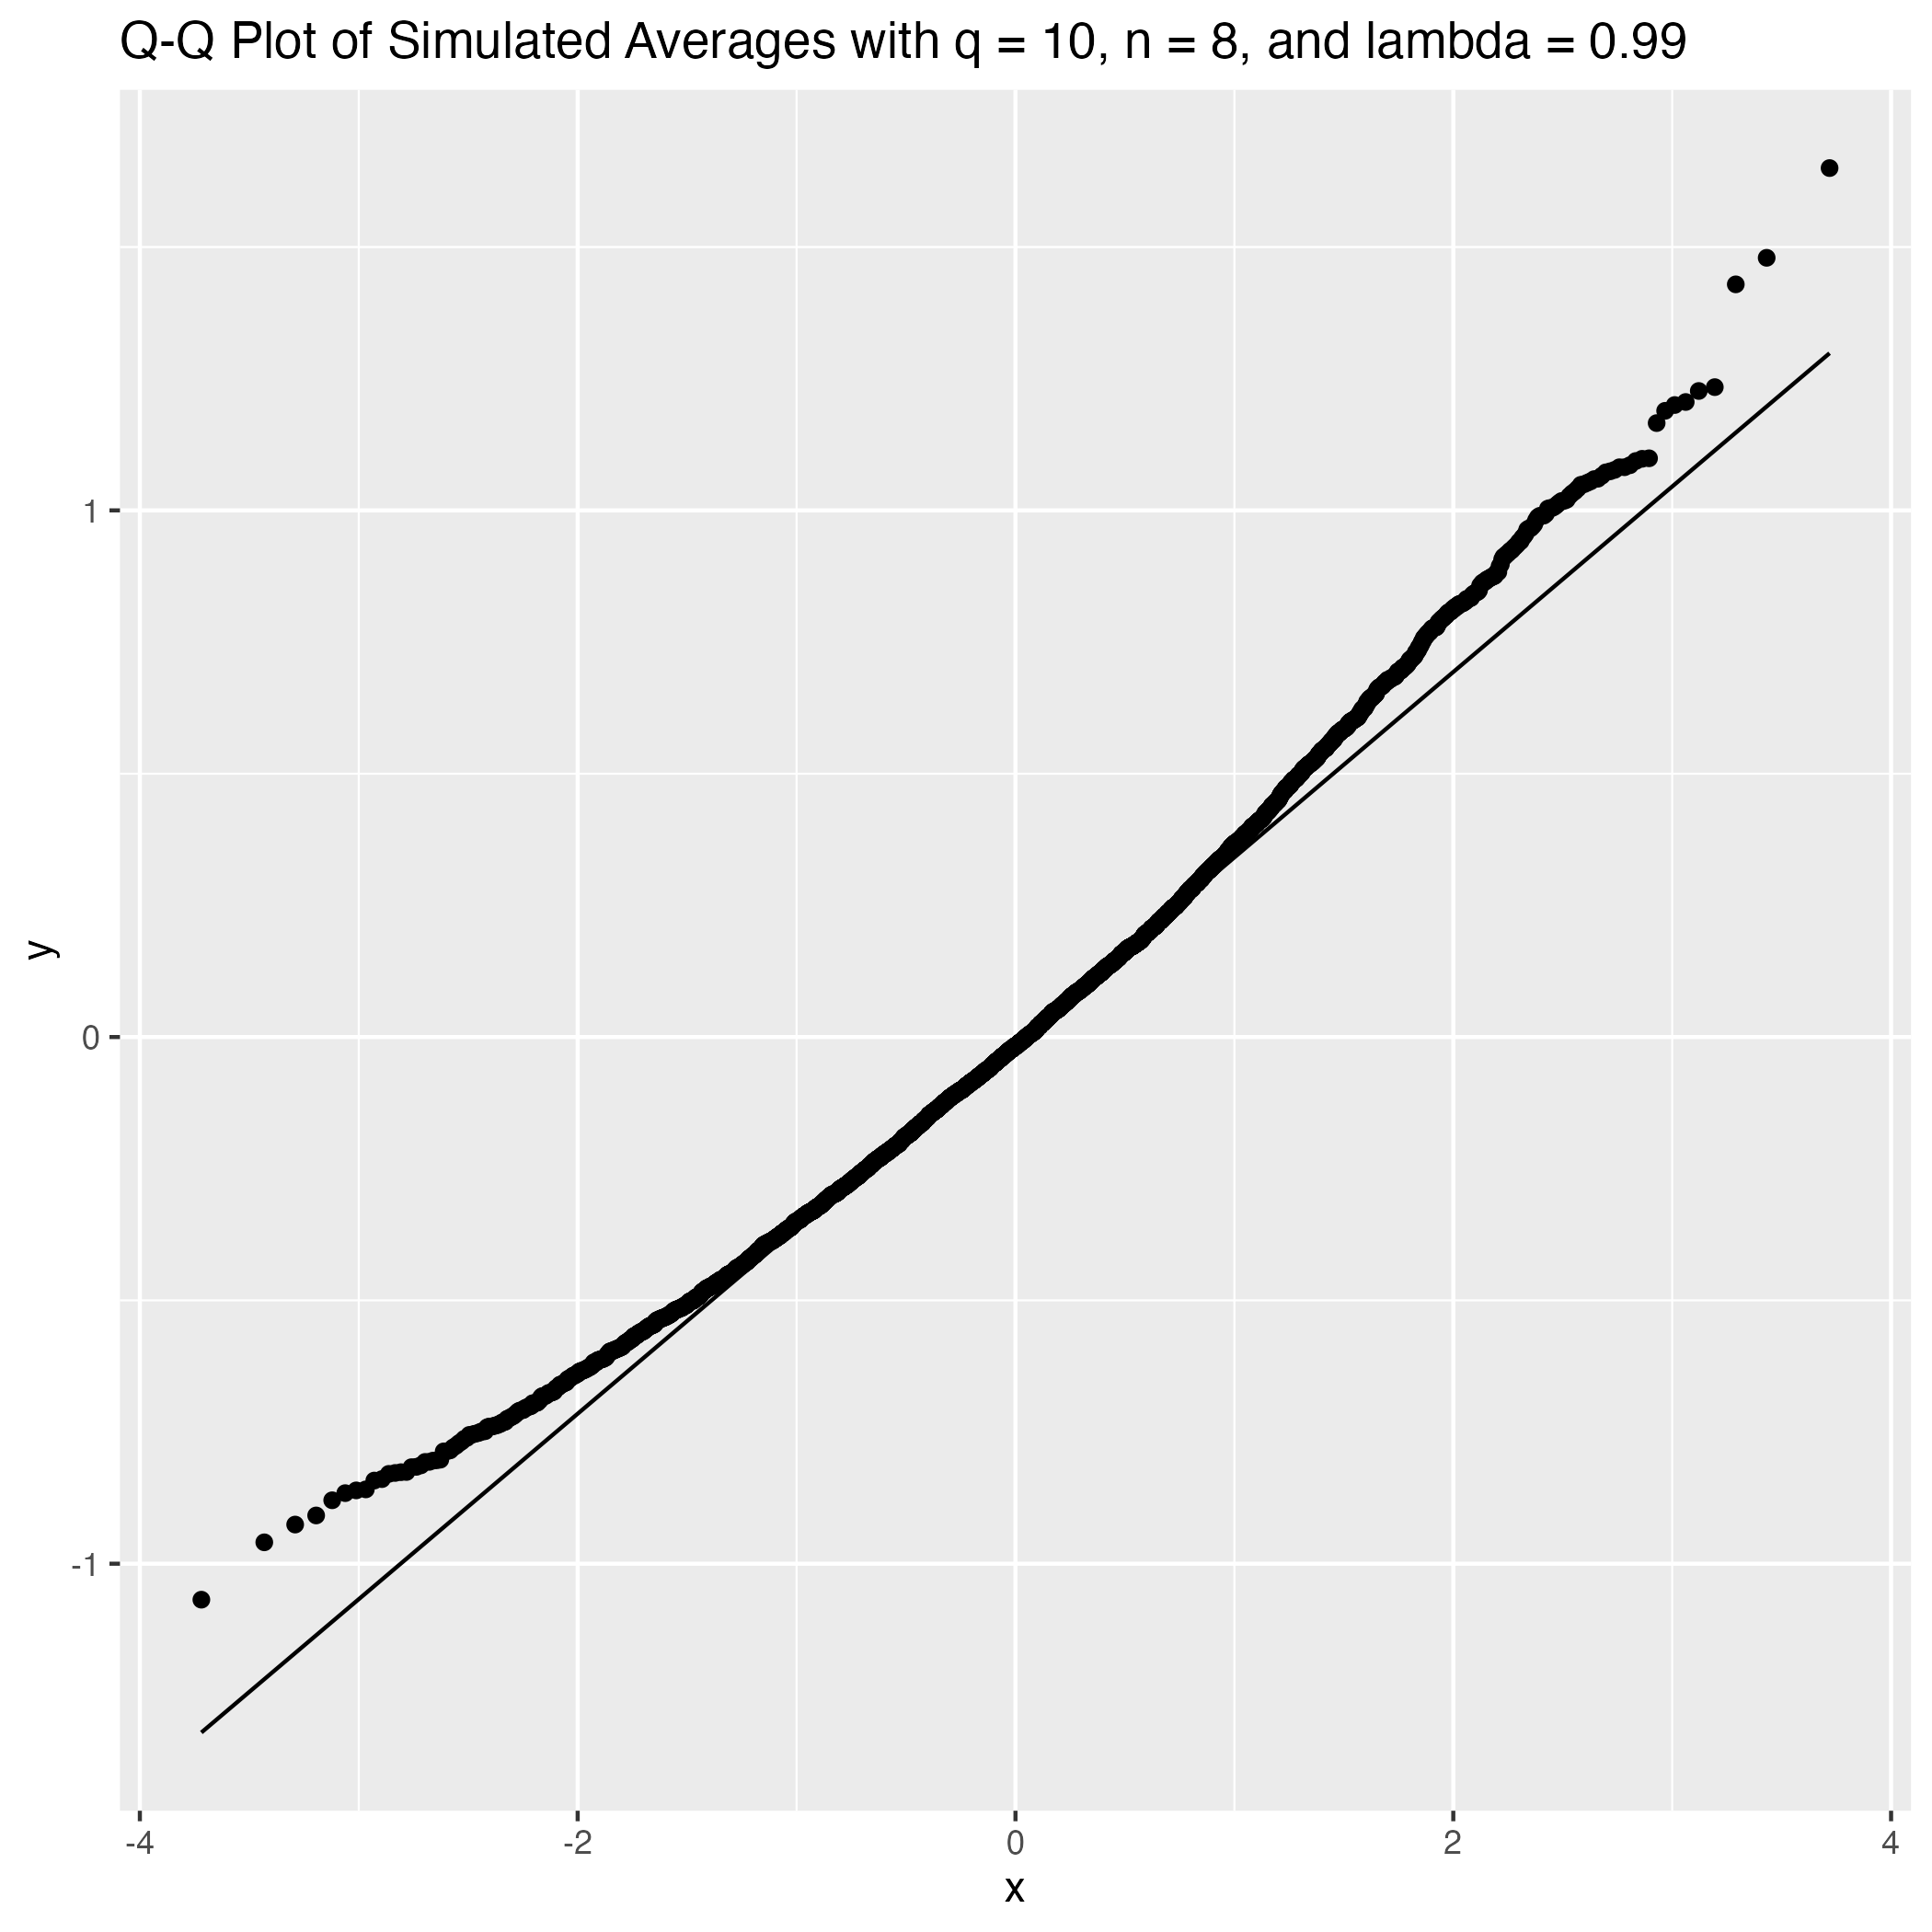 Q-Q Plot of Simulated Averages with q = 10, n = 8, and lambda = 0.99
1
0
-1
y
-4 -2 0 2 4
x